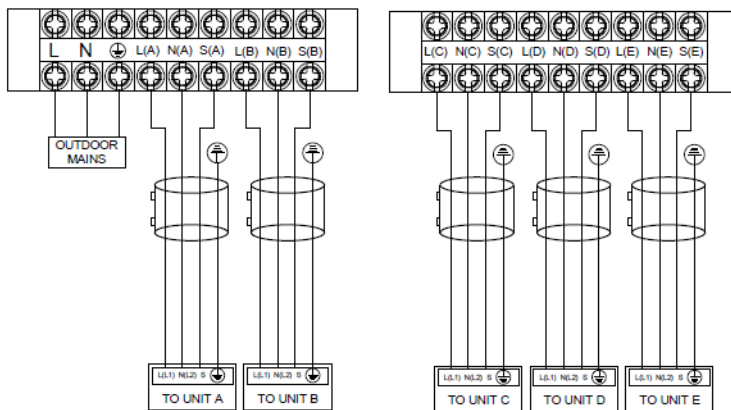 L N L(A) N(A) S(A) L(B) N(B) S(B)
L(C) N(C) S(C) L(D) N(D) S(D) L(E) N(E) S(E)
OUTDOOR
MAINS
L(L1) N(L2) S
TO UNIT A
L(L1) N(L2) S
TO UNIT B
L(L1) N(L2) S
TO UNIT C
L(L1) N(L2) S
TO UNIT D
L(L1) N(L2) S
TO UNIT E